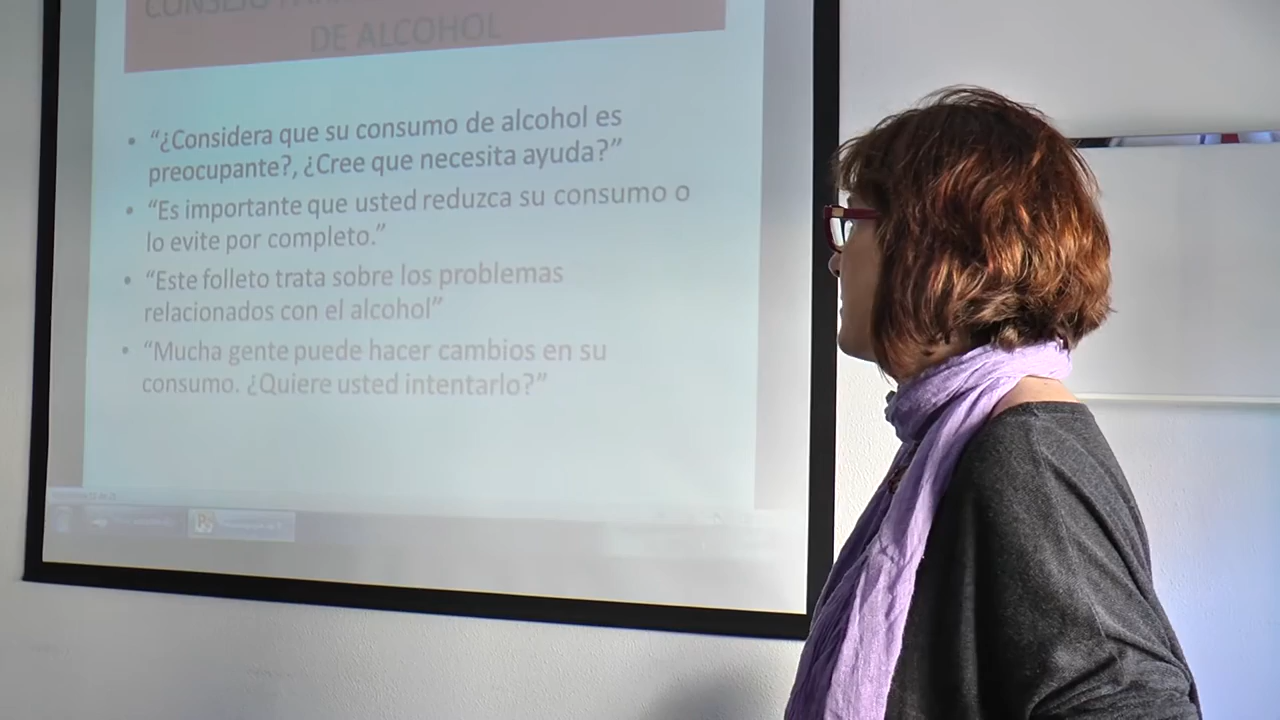 CONSEJO
DE ALCOHOL
• “¿Considera que su consumo de alcohol es
preocupante?, ¿Cree que necesita ayuda?”
• “Es importante que usted reduzca su consumo o
lo evite por completo.”
• “Este folleto trata sobre los problemas
relacionados con el alcohol”
• “Mucha gente puede hacer cambios en su
consumo. ¿Quiere usted intentarlo?”